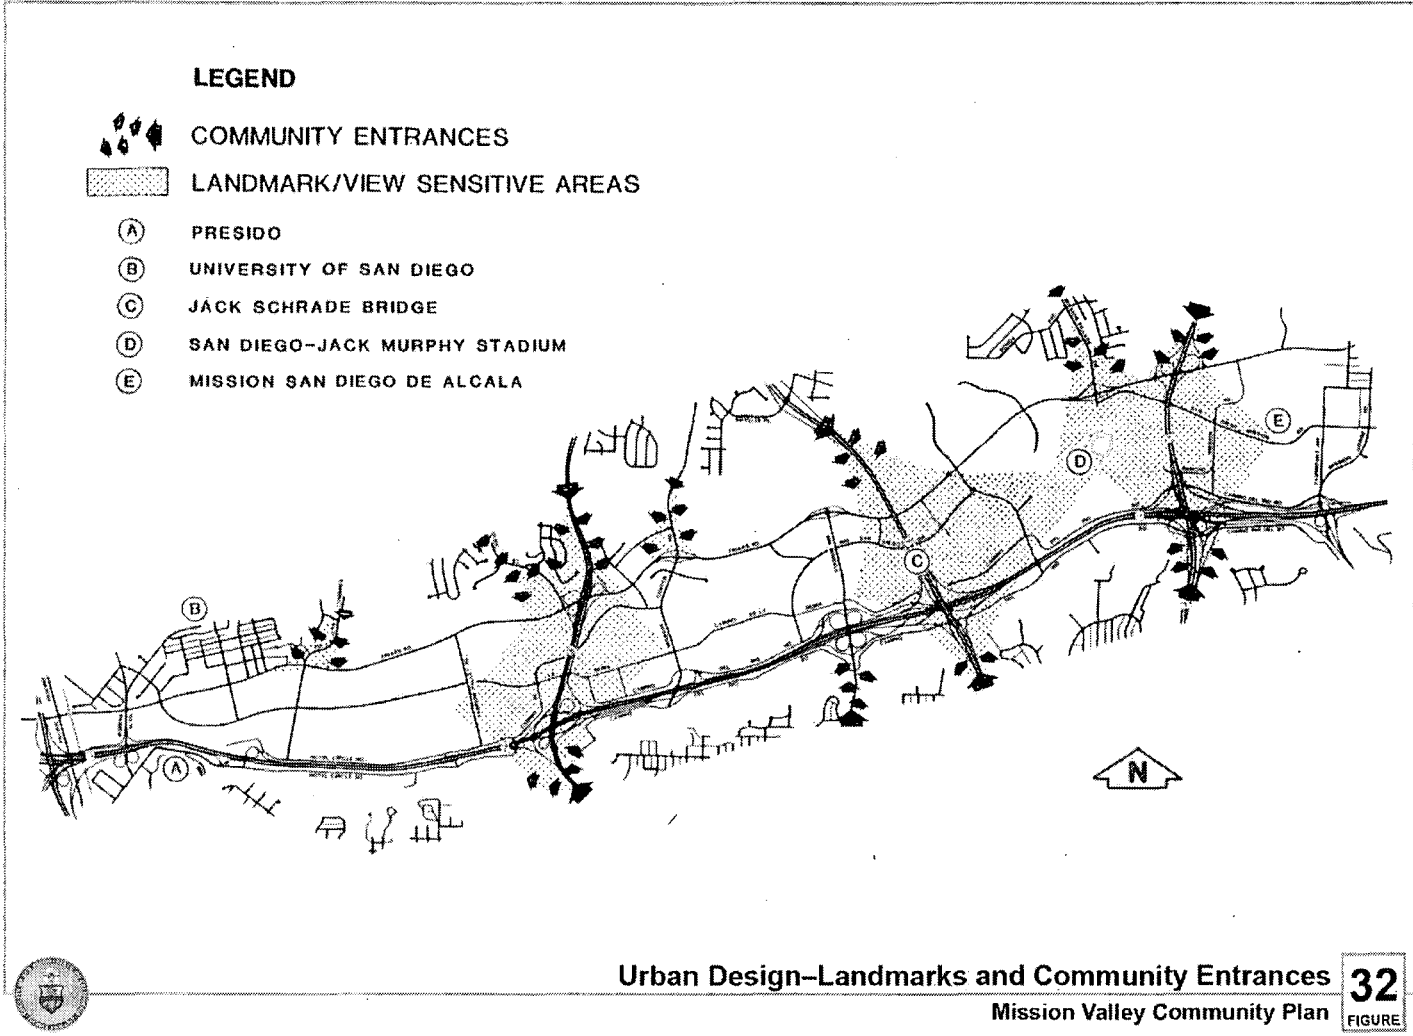 LEGEND
COMMUNITY ENTRANCES
LANDMARK/VIEW SENSITIVE AREAS
A PRESIDO
B UNIVERSITY OF SAN DIEGO
C JACK SCHRADE BRIDGE
D SAN DIEGO-JACK MURPHY STADIUM
E MISSION SAN DIEGO DE ALCALA
E
D
C
B
A
N
Urban Design–Landmarks and Community Entrances
Mission Valley Community Plan
32
FIGURE